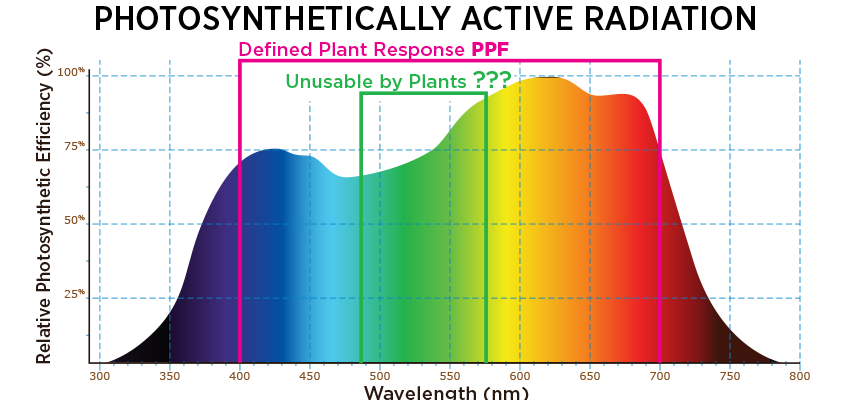 PHOTOSYNTHETICALLY ACTIVE RADIATION
Defined Plant Response PPF
Unusable by Plants ???
Relative Photosynthetic Efficiency (%)
100%
75%
50%
25%
300 350 400 450 500 550 600 650 700 750 800
Wavelength (nm)